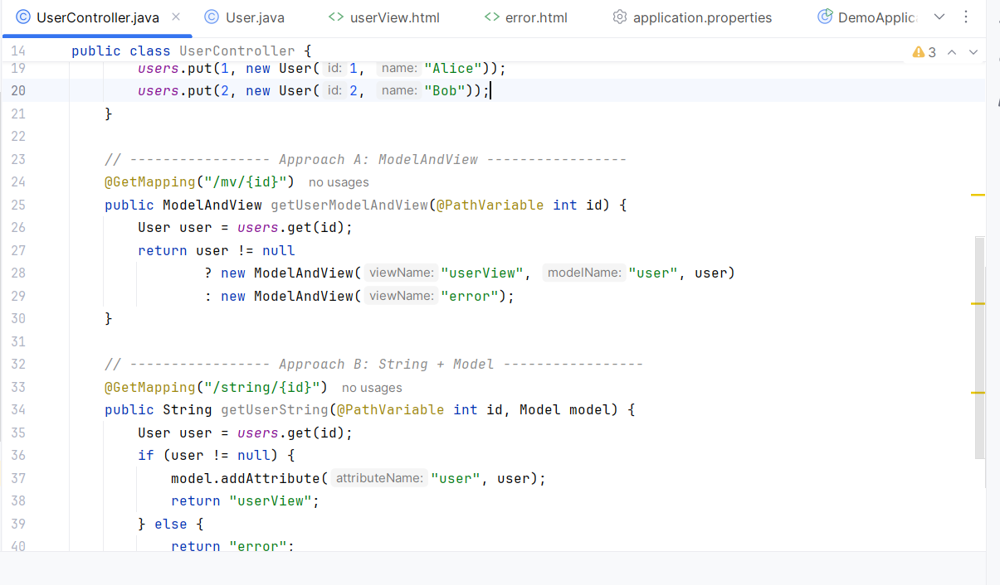 UserController.java × User.java userView.html error.html application.properties DemoApplic
14 public class UserController { 3
19 users.put(1, new User( id: 1, name: "Alice"));
20 users.put(2, new User( id: 2, name: "Bob"));
21 }
22
23 // ----------------- Approach A: ModelAndView -----------------
24 @GetMapping("/mv/{id}") no usages
25 public ModelAndView getUserModelAndView(@PathVariable int id) {
26 User user = users.get(id);
27 return user != null
28 ? new ModelAndView( viewName: "userView", modelName: "user", user)
29 : new ModelAndView( viewName: "error");
30 }
31
32 // ----------------- Approach B: String + Model -----------------
33 @GetMapping("/string/{id}") no usages
34 public String getUserString(@PathVariable int id, Model model) {
35 User user = users.get(id);
36 if (user != null) {
37 model.addAttribute( attributeName: "user", user);
38 return "userView";
39 } else {
40 return "error";